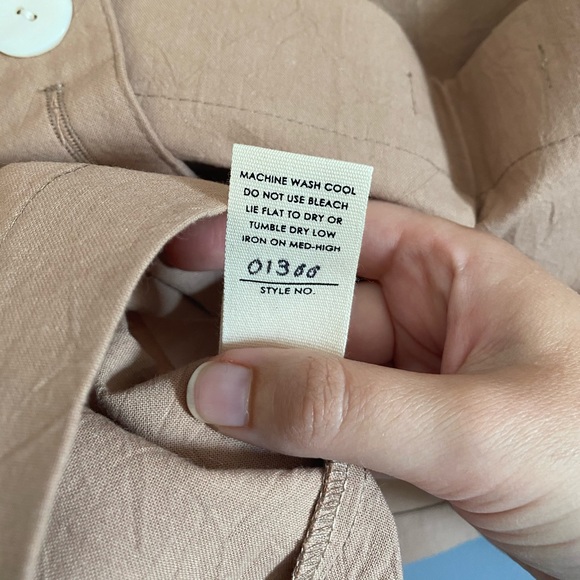 MACHINE WASH COOL
DO NOT USE BLEACH
LIE FLAT TO DRY OR
TUMBLE DRY LOW
IRON ON MED-HIGH
01366
STYLE NO.